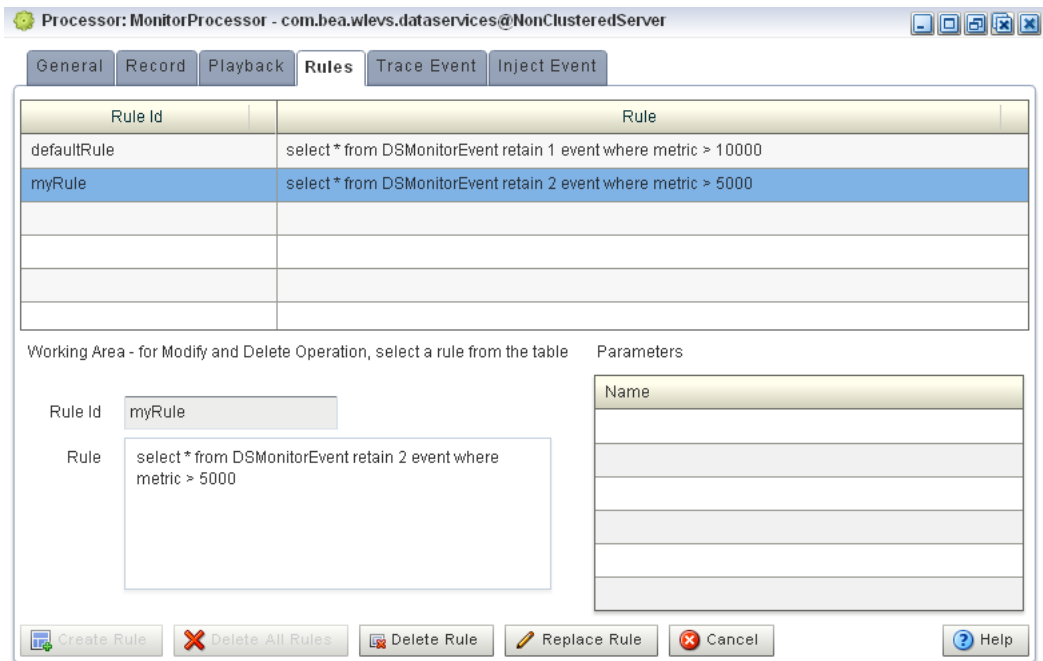 Processor: MonitorProcessor - com.bea.wlevs.dataservices@NonClusteredServer
General Record Playback Rules Trace Event Inject Event
Rule Id Rule
defaultRule select * from DSMonitorEvent retain 1 event where metric > 10000
myRule select * from DSMonitorEvent retain 2 event where metric > 5000
Working Area - for Modify and Delete Operation, select a rule from the table Parameters
Name
Rule Id myRule
Rule select * from DSMonitorEvent retain 2 event where
metric > 5000
Create Rule Delete All Rules Delete Rule Replace Rule Cancel Help